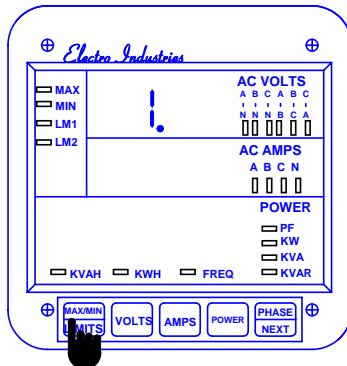 Electro Industries
MAX
MIN
LM1
LM2
1.
AC VOLTS
A B C A B C
N N N B C A
AC AMPS
A B C N
POWER
PF
KW
KVA
KVAR
KVAH KWH FREQ
MAX/MIN
LIMITS
VOLTS
AMPS
POWER
PHASE
NEXT